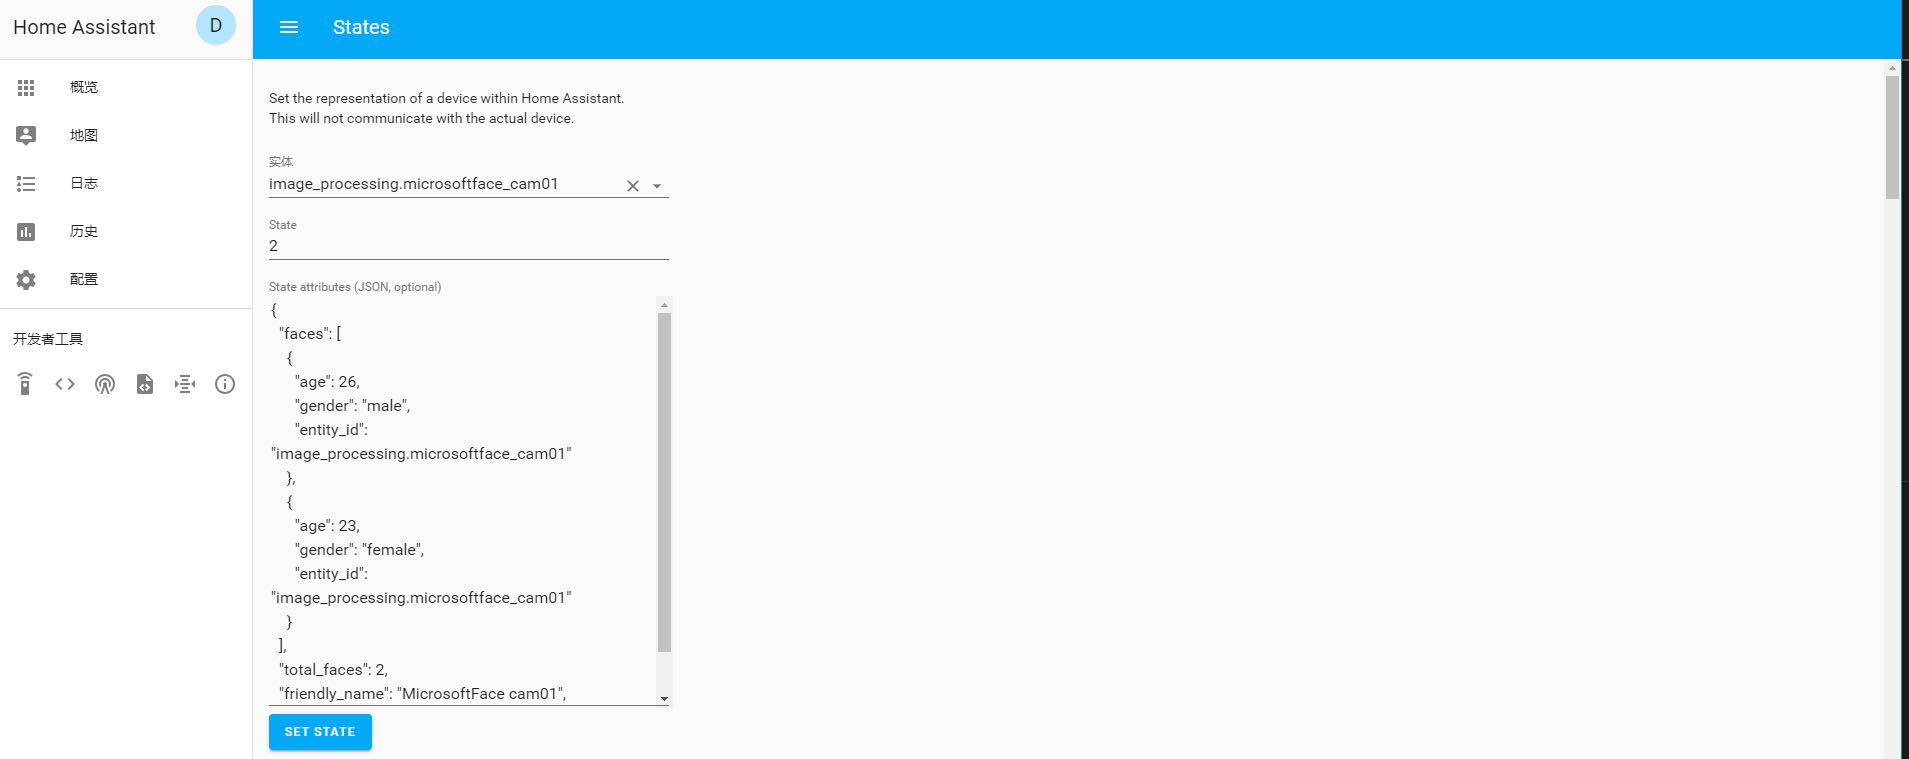 Home Assistant
D
States
概览
地图
日志
历史
配置
开发者工具
Set the representation of a device within Home Assistant.
This will not communicate with the actual device.
实体
image_processing.microsoftface_cam01
State
2
State attributes (JSON, optional)
{
"faces": [
{
"age": 26,
"gender": "male",
"entity_id":
"image_processing.microsoftface_cam01"
},
{
"age": 23,
"gender": "female",
"entity_id":
"image_processing.microsoftface_cam01"
}
],
"total_faces": 2,
"friendly_name": "MicrosoftFace cam01",
SET STATE